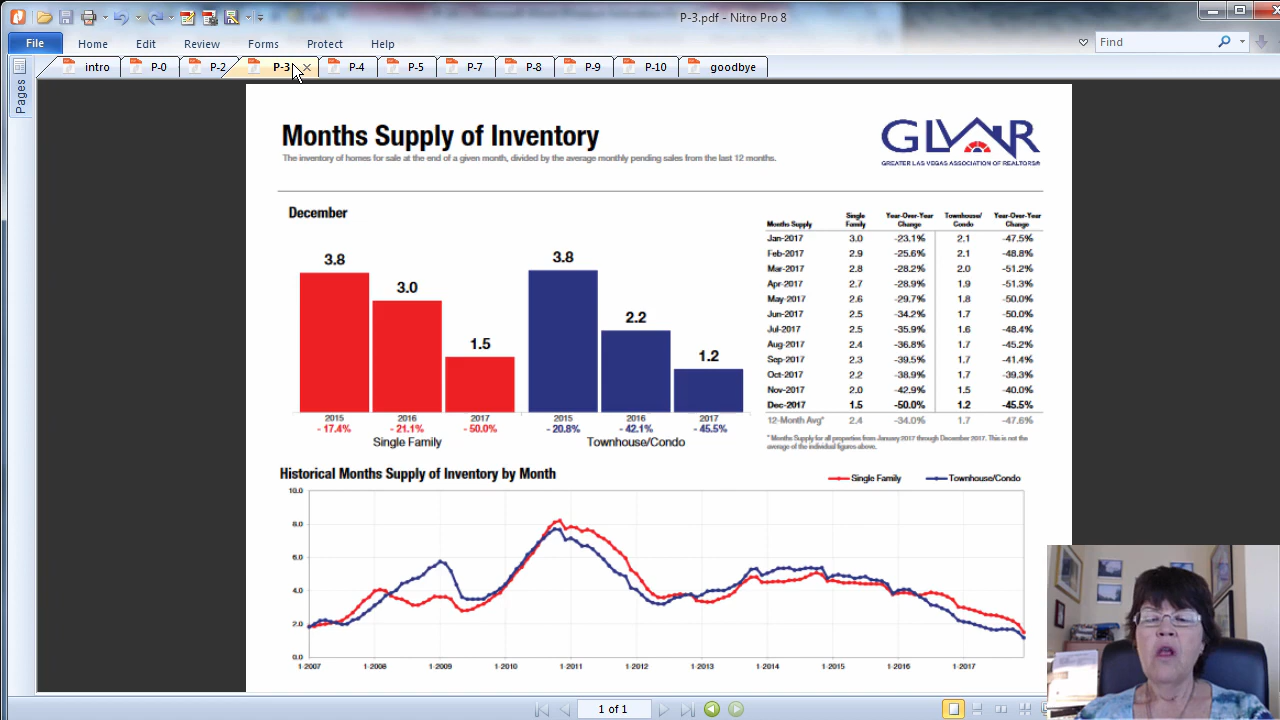 P-3.pdf - Nitro Pro 8
File Home Edit Review Forms Protect Help Find
intro P-0 P-2 P-3 P-4 P-5 P-7 P-8 P-9 P-10 goodbye
Pages
Months Supply of Inventory
The inventory of homes for sale at the end of a given month, divided by the average monthly pending sales from the last 12 months.
GLVAR
GREATER LAS VEGAS ASSOCIATION OF REALTORS®
December
3.8 3.0 1.5 3.8 2.2 1.2
2015 2016 2017 2015 2016 2017
- 17.4% - 21.1% - 50.0% - 20.8% - 42.1% - 45.5%
Single Family Townhouse/Condo
Months Supply Single Family Year-Over-Year Change Townhouse/ Condo Year-Over-Year Change
Jan-2017 3.0 -23.1% 2.1 -47.5%
Feb-2017 2.9 -25.6% 2.1 -48.8%
Mar-2017 2.8 -28.2% 2.0 -51.2%
Apr-2017 2.7 -28.9% 1.9 -51.3%
May-2017 2.6 -29.7% 1.8 -50.0%
Jun-2017 2.5 -34.2% 1.7 -50.0%
Jul-2017 2.5 -35.9% 1.6 -48.4%
Aug-2017 2.4 -36.8% 1.7 -45.2%
Sep-2017 2.3 -39.5% 1.7 -41.4%
Oct-2017 2.2 -38.9% 1.7 -39.3%
Nov-2017 2.0 -42.9% 1.5 -40.0%
Dec-2017 1.5 -50.0% 1.2 -45.5%
12-Month Avg* 2.4 -34.0% 1.7 -47.6%
* Months Supply for all properties from January 2017 through December 2017. This is not the
average of the individual figures above.
Historical Months Supply of Inventory by Month
Single Family Townhouse/Condo
10.0
8.0
6.0
4.0
2.0
0.0
1-2007 1-2008 1-2009 1-2010 1-2011 1-2012 1-2013 1-2014 1-2015 1-2016 1-2017
1 of 1